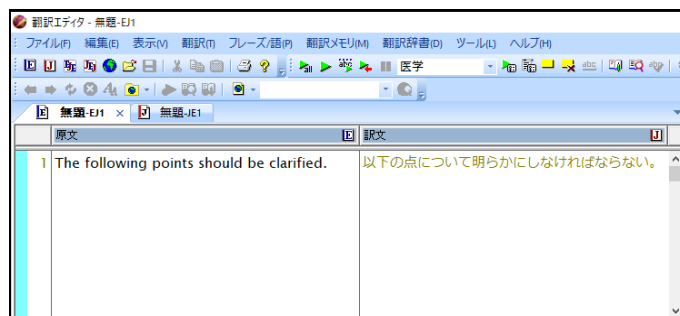 翻訳エディタ - 無題-EJ1
ファイル(F) 編集(E) 表示(V) 翻訳(T) フレーズ/語(P) 翻訳メモリ(M) 翻訳辞書(D) ツール(L) ヘルプ(H)
医学
無題-EJ1 × 無題-JE1
原文 E 訳文 J
1 The following points should be clarified. 以下の点について明らかにしなければならない。